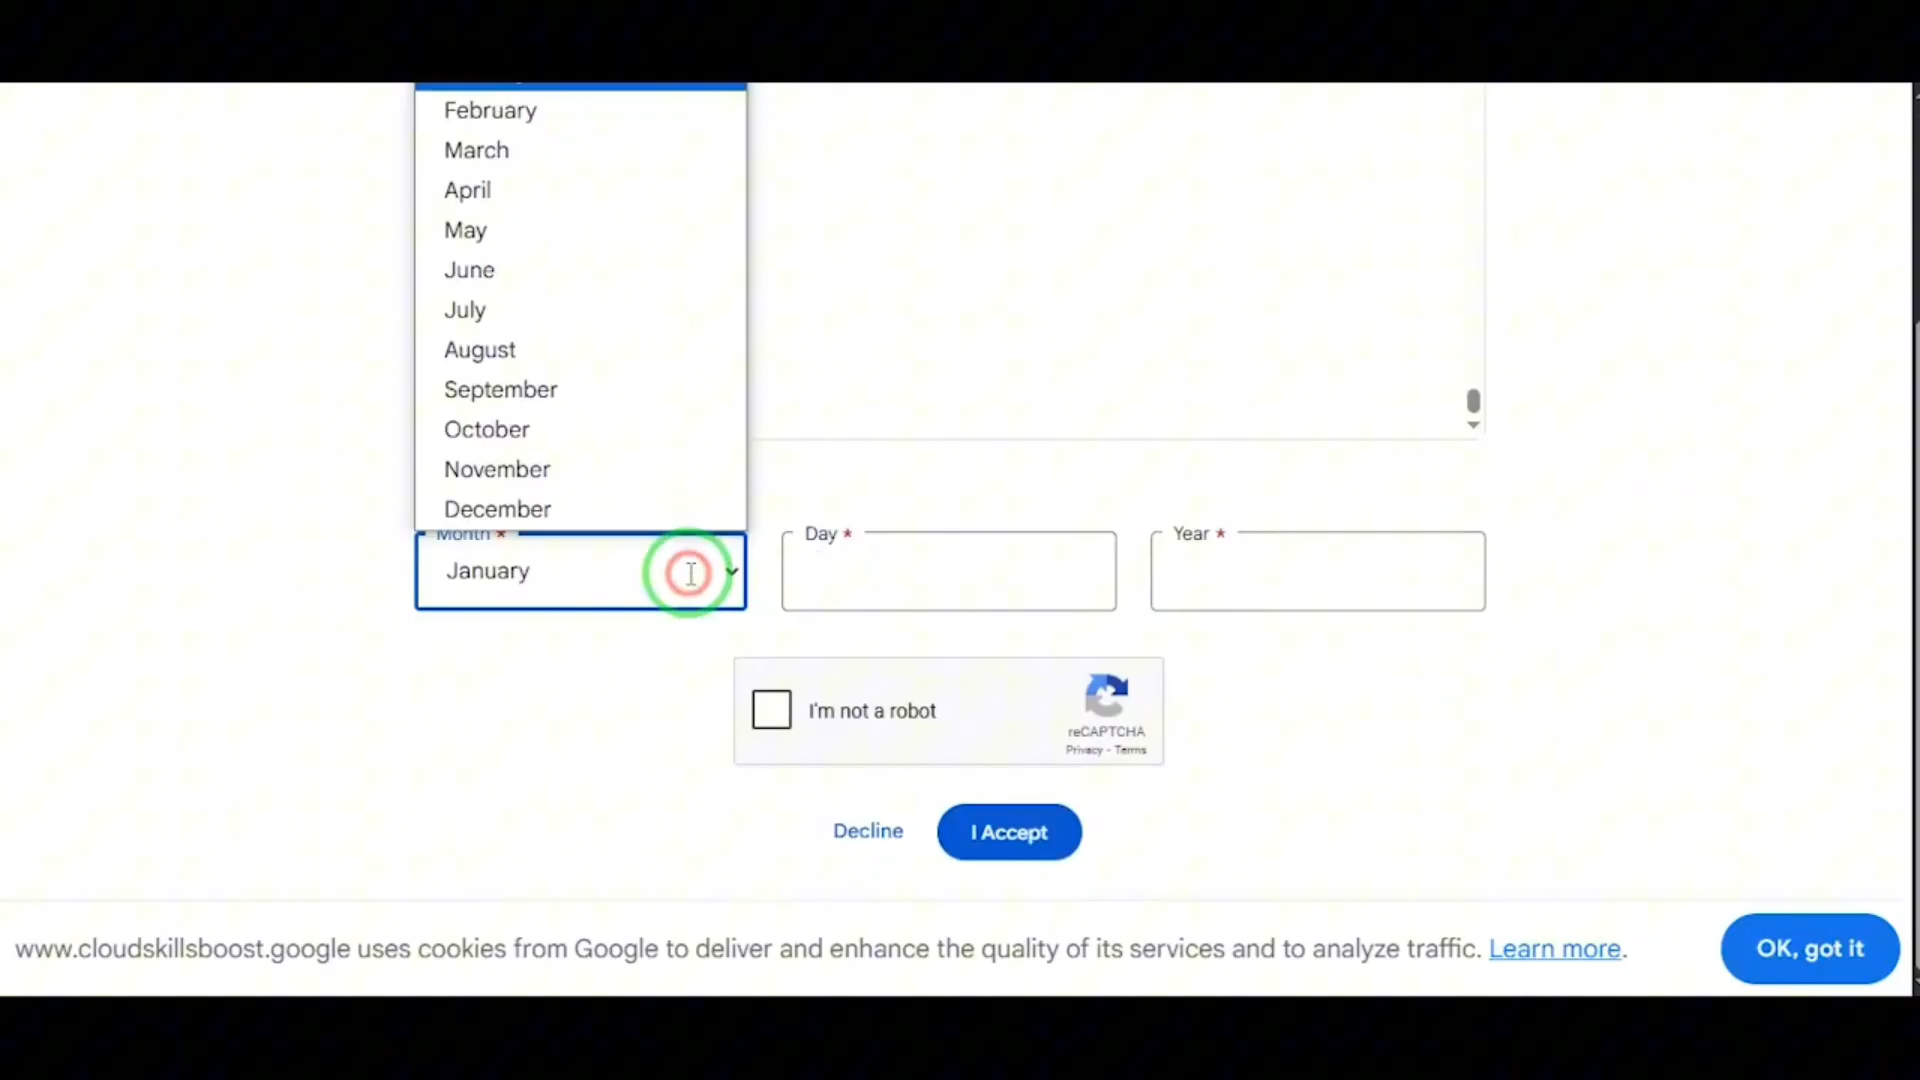 February
March
April
May
June
July
August
September
October
November
December
Month *
January
Day *
Year *
I'm not a robot
reCAPTCHA
Privacy - Terms
Decline
I Accept
www.cloudskillsboost.google uses cookies from Google to deliver and enhance the quality of its services and to analyze traffic. Learn more.
OK, got it